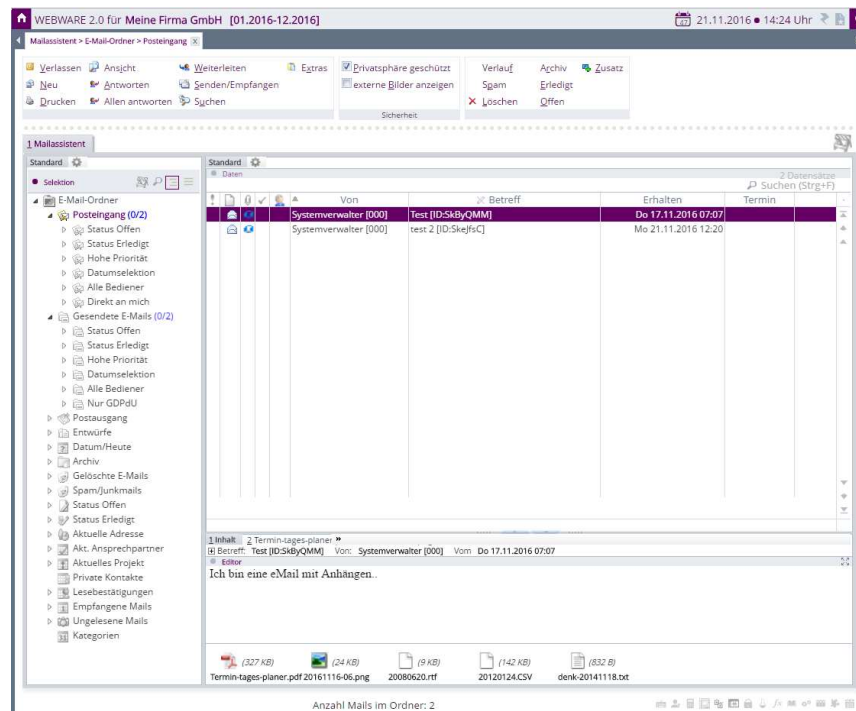 WEBWARE 2.0 für Meine Firma GmbH [01.2016-12.2016] 21.11.2016 • 14:24 Uhr
Mailassistent > E-Mail-Ordner > Posteingang X
Verlassen Ansicht Weiterleiten Extras Privatsphäre geschützt Verlauf Archiv Zusatz
Neu Antworten Senden/Empfangen externe Bilder anzeigen Spam Erledigt
Drucken Allen antworten Suchen Löschen Offen
Sicherheit
1 Mailassistent
Standard
Selektion
E-Mail-Ordner
Posteingang (0/2)
Status Offen
Status Erledigt
Hohe Priorität
Datumselektion
Alle Bediener
Direkt an mich
Gesendete E-Mails (0/2)
Status Offen
Status Erledigt
Hohe Priorität
Datumselektion
Alle Bediener
Nur GDPdU
Postausgang
Entwürfe
Datum/Heute
Archiv
Gelöschte E-Mails
Spam/Junkmails
Status Offen
Status Erledigt
Aktuelle Adresse
Akt. Ansprechpartner
Aktuelles Projekt
Private Kontakte
Lesebestätigungen
Empfangene Mails
Ungelesene Mails
Kategorien
Standard
Daten
2 Datensätze
Suchen (Strg+F)
Von Betreff Erhalten Termin
Systemverwalter [000] Test [ID:SkByQMM] Do 17.11.2016 07:07
Systemverwalter [000] test 2 [ID:SkeJfsC] Mo 21.11.2016 12:20
1 Inhalt 2 Termin-tages-planer »
Betreff: Test [ID:SkByQMM] Von: Systemverwalter [000] Vom Do 17.11.2016 07:07
Editor
Ich bin eine eMail mit Anhängen..
(327 KB) (24 KB) (9 KB) (142 KB) (832 B)
Termin-tages-planer.pdf 20161116-06.png 20080620.rtf 20120124.CSV denk-20141118.txt
Anzahl Mails im Ordner: 2